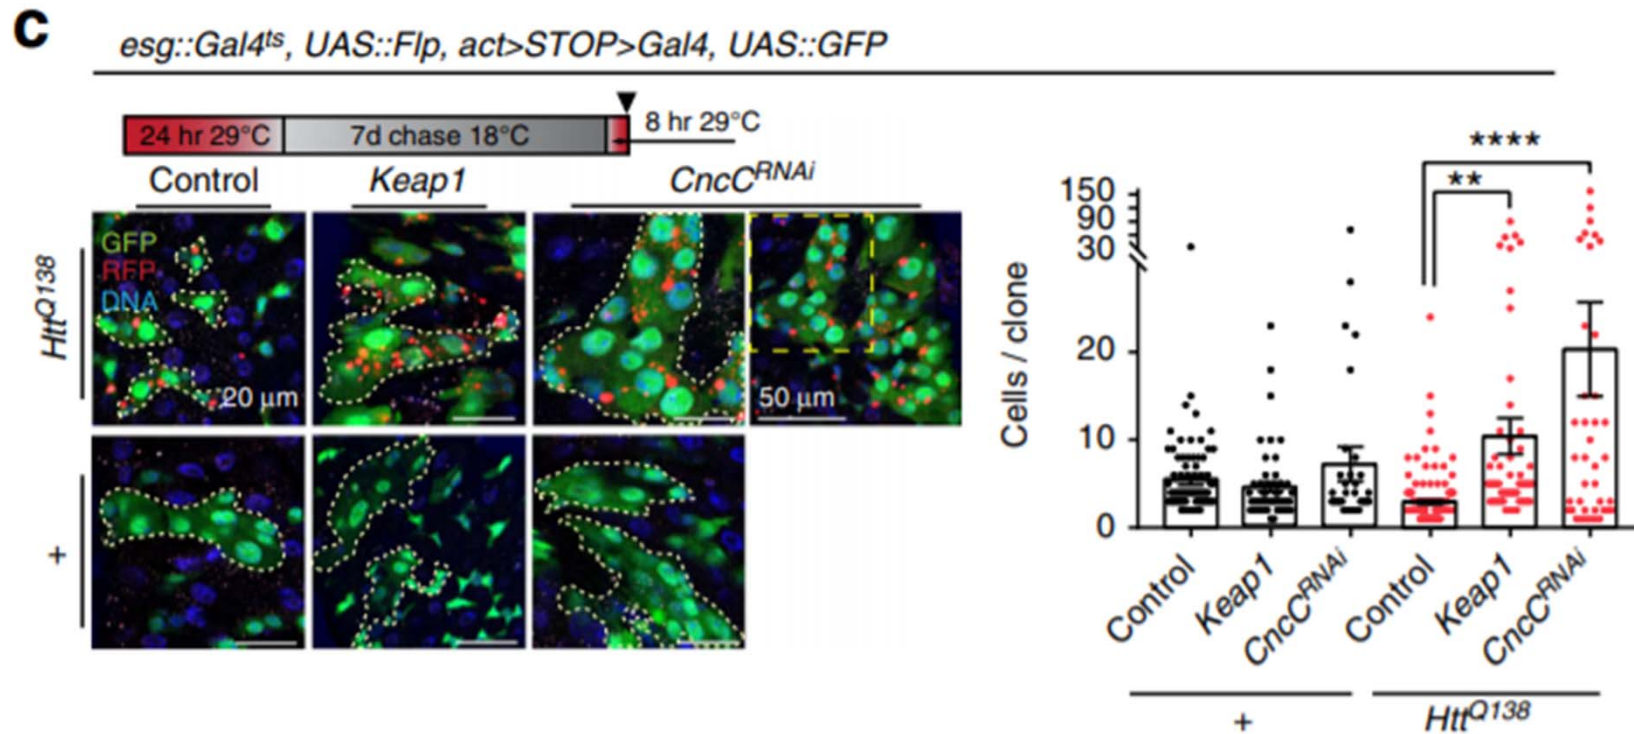 c
esg::Gal4ts, UAS::Flp, act>STOP>Gal4, UAS::GFP
24 hr 29°C
7d chase 18°C
8 hr 29°C
Control
Keap1
CncCRNAi
HttQ138
GFP
RFP
DNA
20 µm
50 µm
+
****
**
150
90
30
20
10
0
Cells / clone
Control
Keap1
CncCRNAi
Control
Keap1
CncCRNAi
+
HttQ138